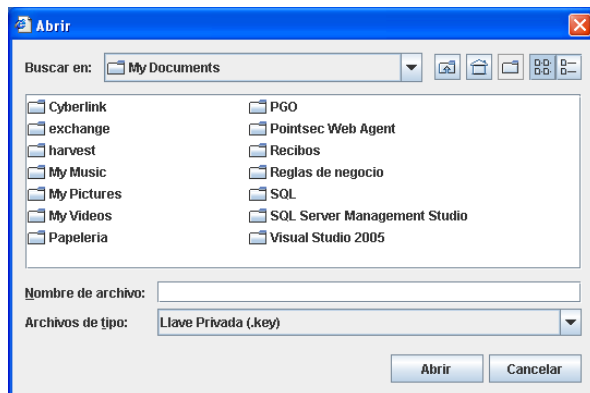 Abrir
Buscar en: My Documents
Cyberlink
exchange
harvest
My Music
My Pictures
My Videos
Papeleria
PGO
Pointsec Web Agent
Recibos
Reglas de negocio
SQL
SQL Server Management Studio
Visual Studio 2005
Nombre de archivo:
Archivos de tipo: Llave Privada (.key)
Abrir Cancelar